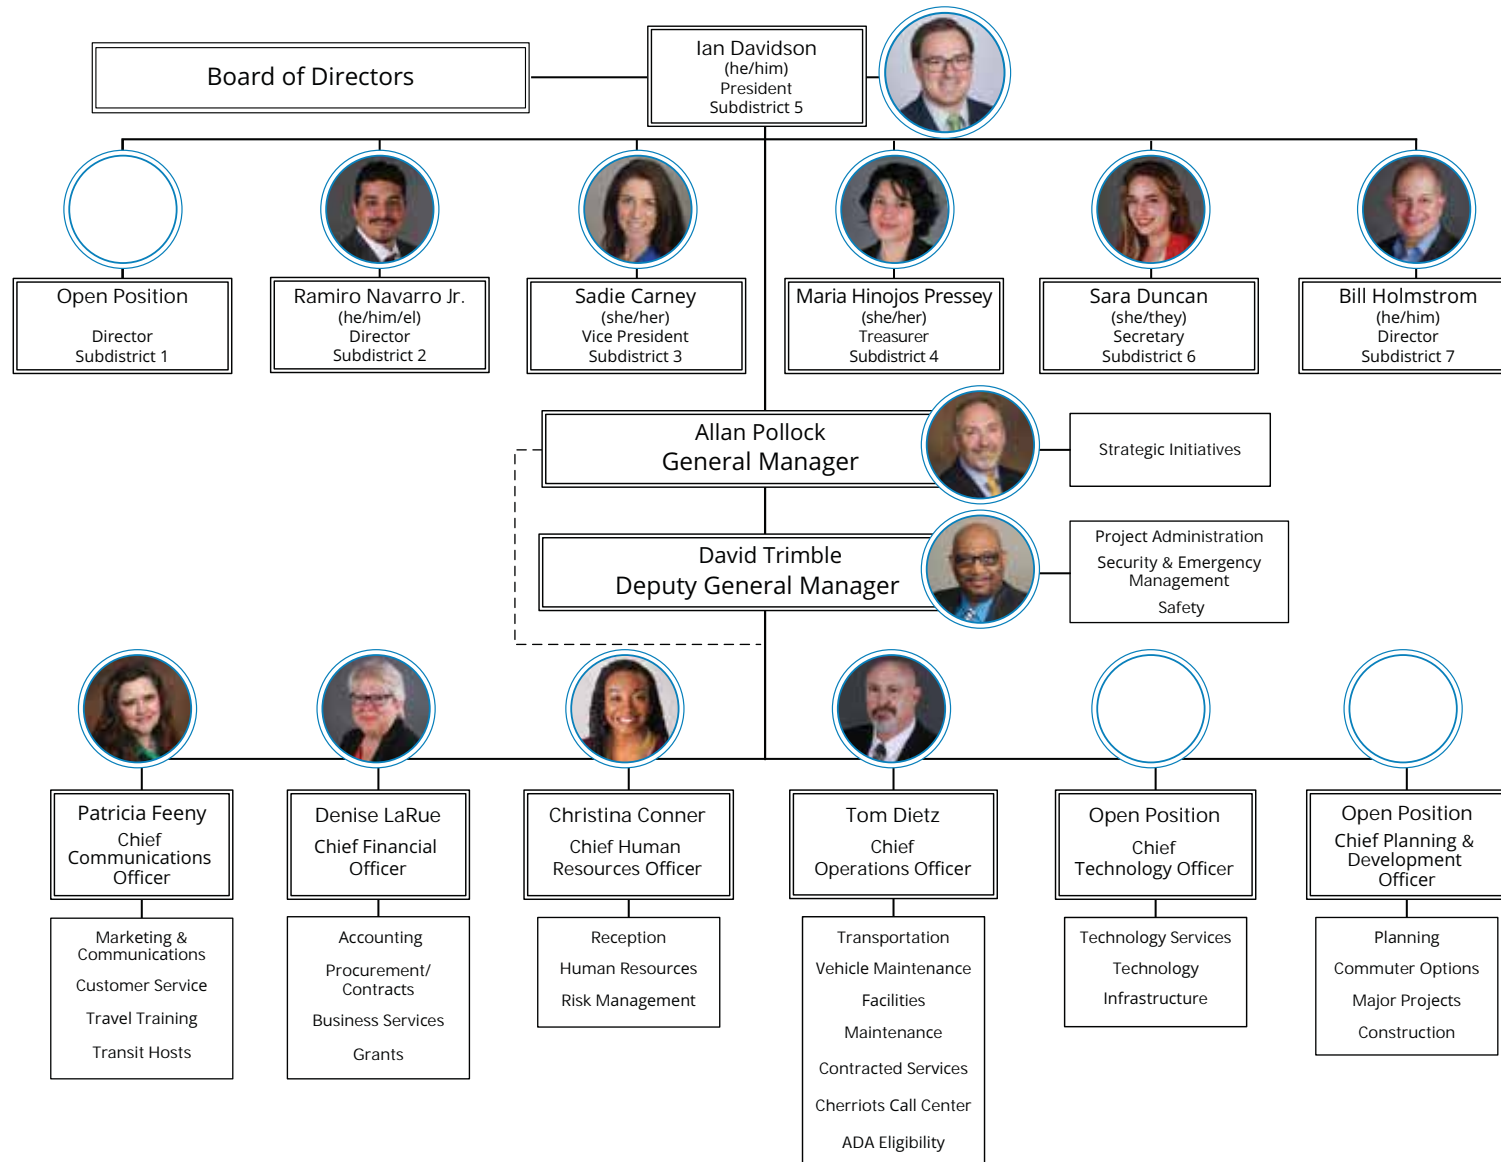 Board of Directors
Ian Davidson
(he/him)
President
Subdistrict 5
Open Position
Director
Subdistrict 1
Ramiro Navarro Jr.
(he/him/el)
Director
Subdistrict 2
Sadie Carney
(she/her)
Vice President
Subdistrict 3
Maria Hinojos Pressey
(she/her)
Treasurer
Subdistrict 4
Sara Duncan
(she/they)
Secretary
Subdistrict 6
Bill Holmstrom
(he/him)
Director
Subdistrict 7
Allan Pollock
General Manager
Strategic Initiatives
David Trimble
Deputy General Manager
Project Administration
Security & Emergency
Management
Safety
Patricia Feeny
Chief
Communications
Officer
Denise LaRue
Chief Financial
Officer
Christina Conner
Chief Human
Resources Officer
Tom Dietz
Chief
Operations Officer
Open Position
Chief
Technology Officer
Open Position
Chief Planning &
Development
Officer
Marketing &
Communications
Customer Service
Travel Training
Transit Hosts
Accounting
Procurement/
Contracts
Business Services
Grants
Reception
Human Resources
Risk Management
Transportation
Vehicle Maintenance
Facilities
Maintenance
Contracted Services
Cherriots Call Center
ADA Eligibility
Technology Services
Technology
Infrastructure
Planning
Commuter Options
Major Projects
Construction